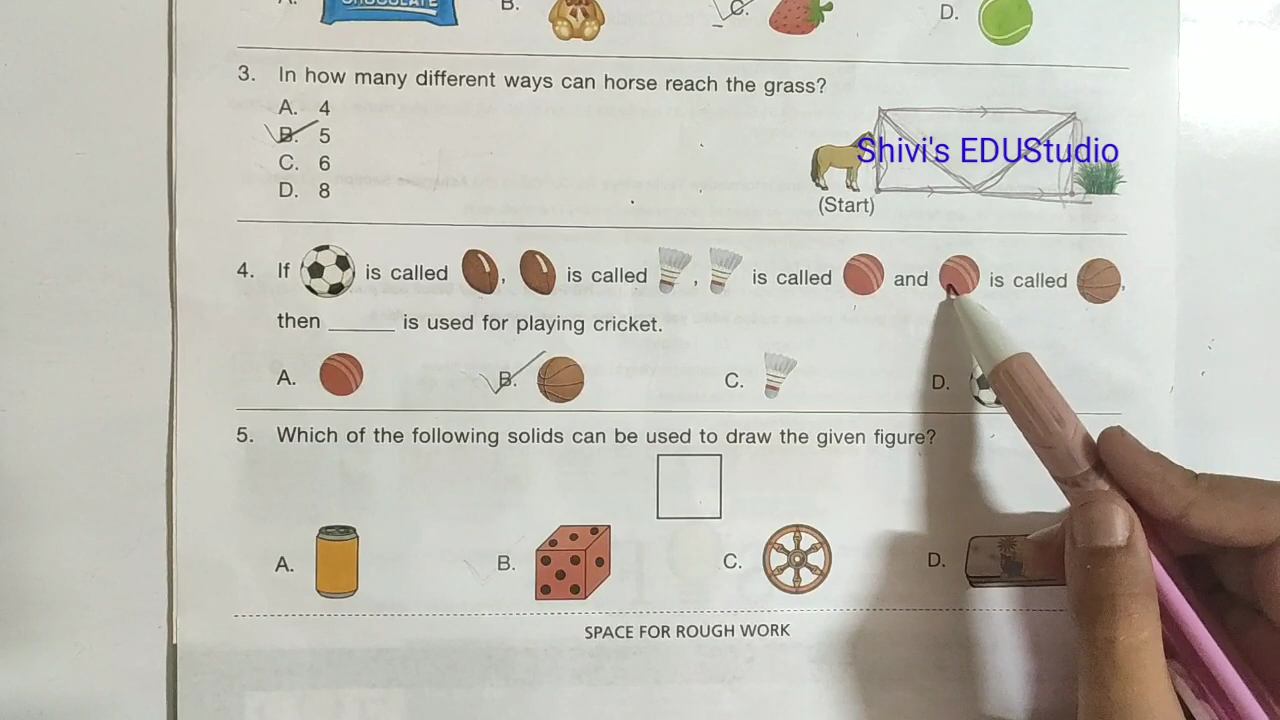 CHOCOLATE
B. C. D.
3. In how many different ways can horse reach the grass?
A. 4
B. 5
C. 6
D. 8
Shivi's EDUStudio
(Start)
4. If is called , is called , is called and is called ,
then ______ is used for playing cricket.
A. B. C. D.
5. Which of the following solids can be used to draw the given figure?
A. B. C. D.
SPACE FOR ROUGH WORK